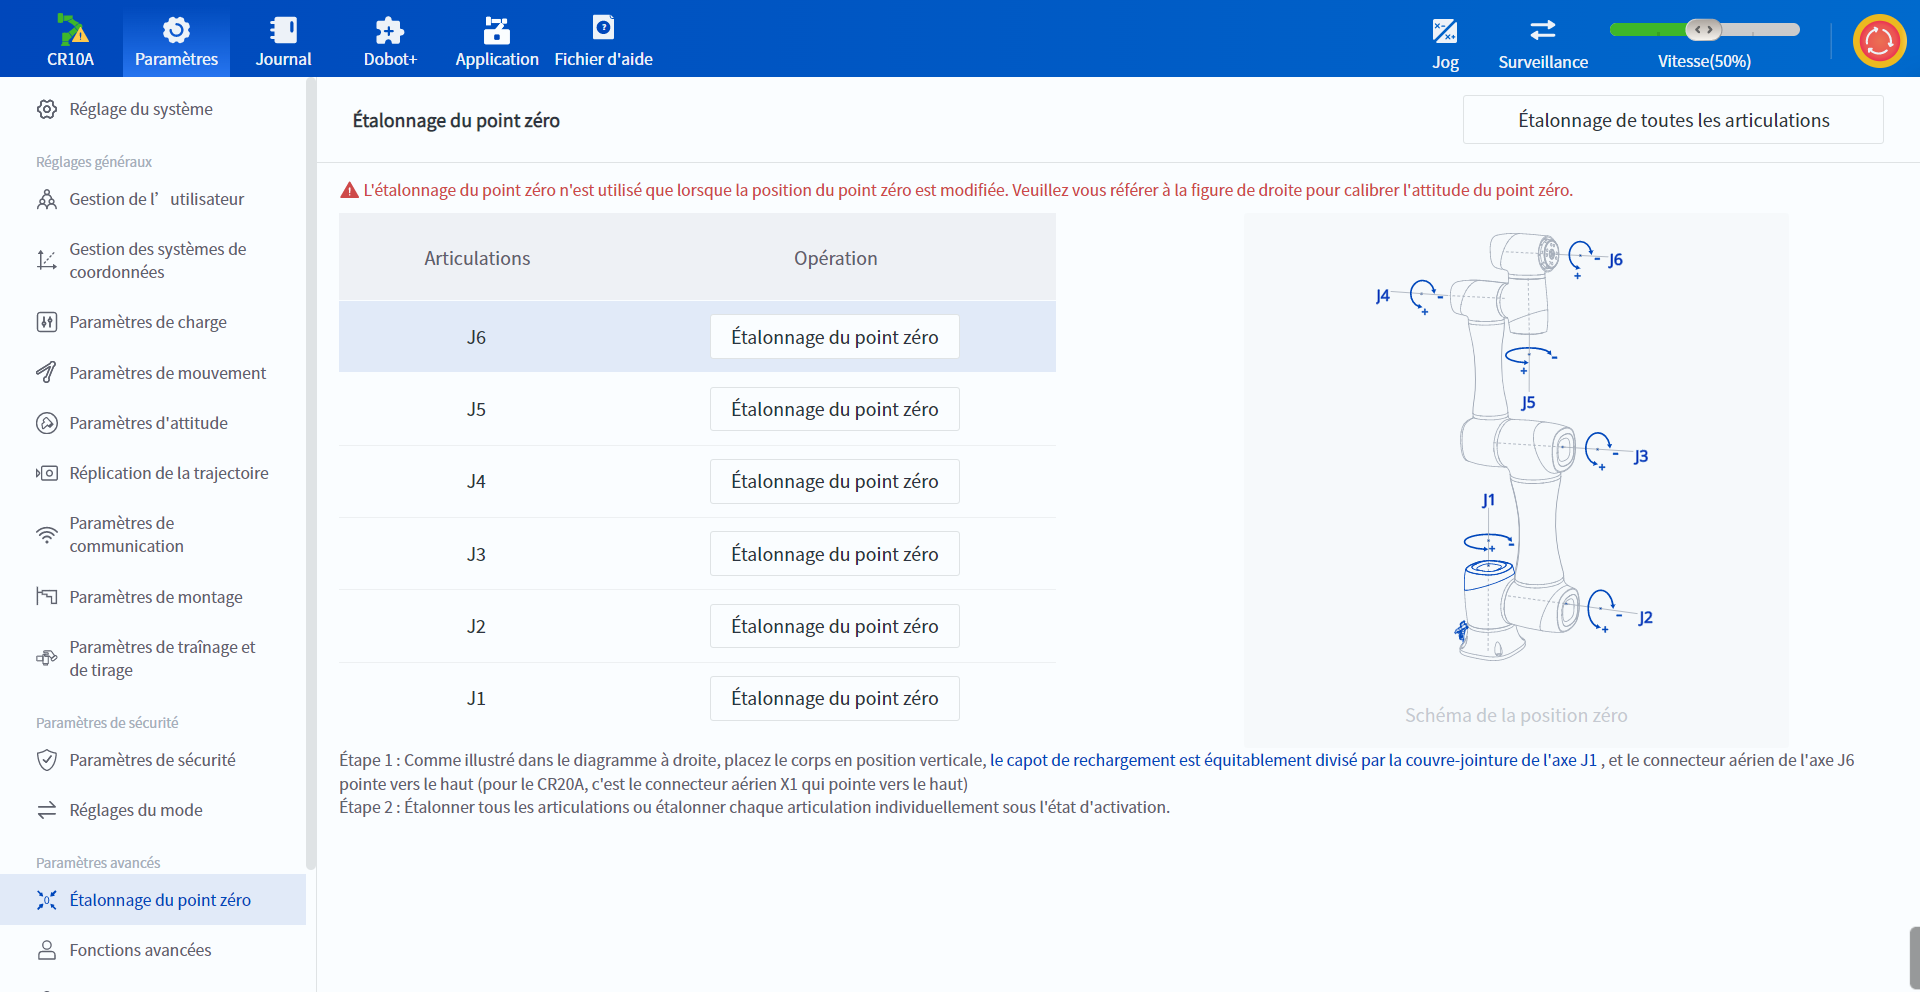 CR10A
Paramètres
Journal
Dobot+
Application
Fichier d'aide
Jog
Surveillance
Vitesse(50%)
Réglage du système
Réglages généraux
Gestion de l’utilisateur
Gestion des systèmes de
coordonnées
Paramètres de charge
Paramètres de mouvement
Paramètres d'attitude
Réplication de la trajectoire
Paramètres de
communication
Paramètres de montage
Paramètres de traînage et
de tirage
Paramètres de sécurité
Paramètres de sécurité
Réglages du mode
Paramètres avancés
Étalonnage du point zéro
Fonctions avancées
Étalonnage du point zéro
Étalonnage de toutes les articulations
L'étalonnage du point zéro n'est utilisé que lorsque la position du point zéro est modifiée. Veuillez vous référer à la figure de droite pour calibrer l'attitude du point zéro.
Articulations
Opération
J6
Étalonnage du point zéro
J5
Étalonnage du point zéro
J4
Étalonnage du point zéro
J3
Étalonnage du point zéro
J2
Étalonnage du point zéro
J1
Étalonnage du point zéro
J6
- +
J4
- +
- +
J5
J3
- +
J1
- +
J2
- +
Schéma de la position zéro
Étape 1 : Comme illustré dans le diagramme à droite, placez le corps en position verticale, le capot de rechargement est équitablement divisé par la couvre-jointure de l'axe J1 , et le connecteur aérien de l'axe J6
pointe vers le haut (pour le CR20A, c'est le connecteur aérien X1 qui pointe vers le haut)
Étape 2 : Étalonner tous les articulations ou étalonner chaque articulation individuellement sous l'état d'activation.